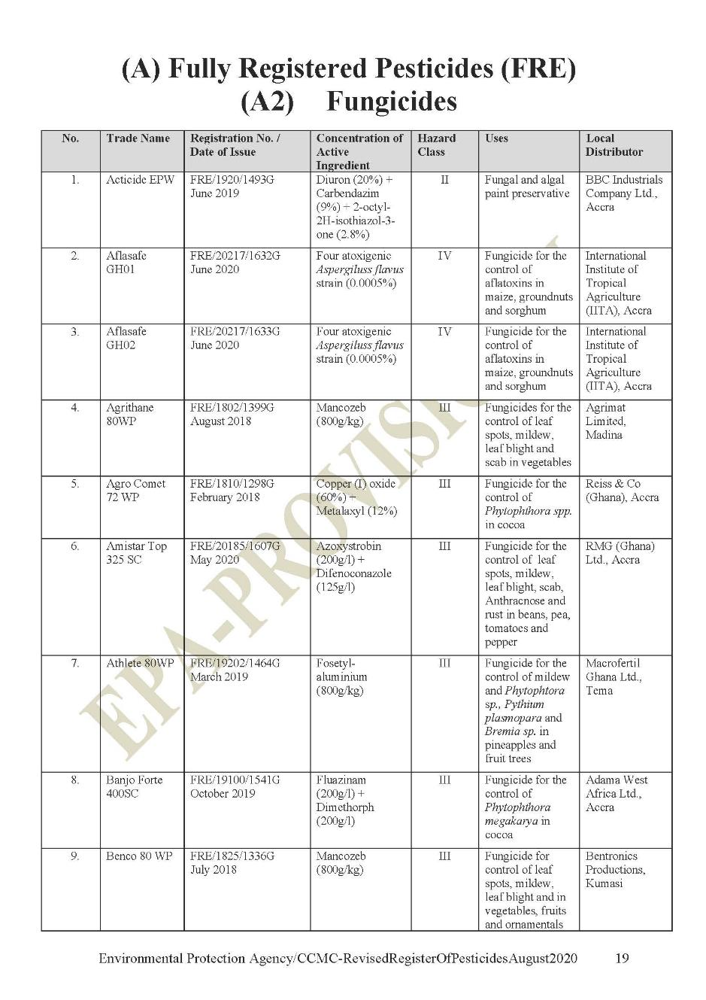 (A) Fully Registered Pesticides (FRE)
(A2) Fungicides
No.
Trade Name
Registration No. /
Date of Issue
Concentration of
Active
Ingredient
Hazard
Class
Uses
Local
Distributor
1.
Acticide EPW
FRE/1920/1493G
June 2019
Diuron (20%) +
Carbendazim
(9%) + 2-octyl-
2H-isothiazol-3-
one (2.8%)
II
Fungal and algal
paint preservative
BBC Industrials
Company Ltd.,
Accra
2.
Aflasafe
GH01
FRE/20217/1632G
June 2020
Four atoxigenic
Aspergiluss flavus
strain (0.0005%)
IV
Fungicide for the
control of
aflatoxins in
maize, groundnuts
and sorghum
International
Institute of
Tropical
Agriculture
(IITA), Accra
3.
Aflasafe
GH02
FRE/20217/1633G
June 2020
Four atoxigenic
Aspergiluss flavus
strain (0.0005%)
IV
Fungicide for the
control of
aflatoxins in
maize, groundnuts
and sorghum
International
Institute of
Tropical
Agriculture
(IITA), Accra
4.
Agrithane
80WP
FRE/1802/1399G
August 2018
Mancozeb
(800g/kg)
III
Fungicides for the
control of leaf
spots, mildew,
leaf blight and
scab in vegetables
Agrimat
Limited,
Madina
5.
Agro Comet
72 WP
FRE/1810/1298G
February 2018
Copper (I) oxide
(60%) +
Metalaxyl (12%)
III
Fungicide for the
control of
Phytophthora spp.
in cocoa
Reiss & Co
(Ghana), Accra
6.
Amistar Top
325 SC
FRE/20185/1607G
May 2020
Azoxystrobin
(200g/l) +
Difenoconazole
(125g/l)
III
Fungicide for the
control of leaf
spots, mildew,
leaf blight, scab,
Anthracnose and
rust in beans, pea,
tomatoes and
pepper
RMG (Ghana)
Ltd., Accra
7.
Athlete 80WP
FRE/19202/1464G
March 2019
Fosetyl-
aluminium
(800g/kg)
III
Fungicide for the
control of mildew
and Phytophtora
sp., Pythium
plasmopara and
Bremia sp. in
pineapples and
fruit trees
Macrofertil
Ghana Ltd.,
Tema
8.
Banjo Forte
400SC
FRE/19100/1541G
October 2019
Fluazinam
(200g/l) +
Dimethorph
(200g/l)
III
Fungicide for the
control of
Phytophthora
megakarya in
cocoa
Adama West
Africa Ltd.,
Accra
9.
Benco 80 WP
FRE/1825/1336G
July 2018
Mancozeb
(800g/kg)
III
Fungicide for
control of leaf
spots, mildew,
leaf blight and in
vegetables, fruits
and ornamentals
Bentronics
Productions,
Kumasi
Environmental Protection Agency/CCMC-RevisedRegisterOfPesticidesAugust2020 19